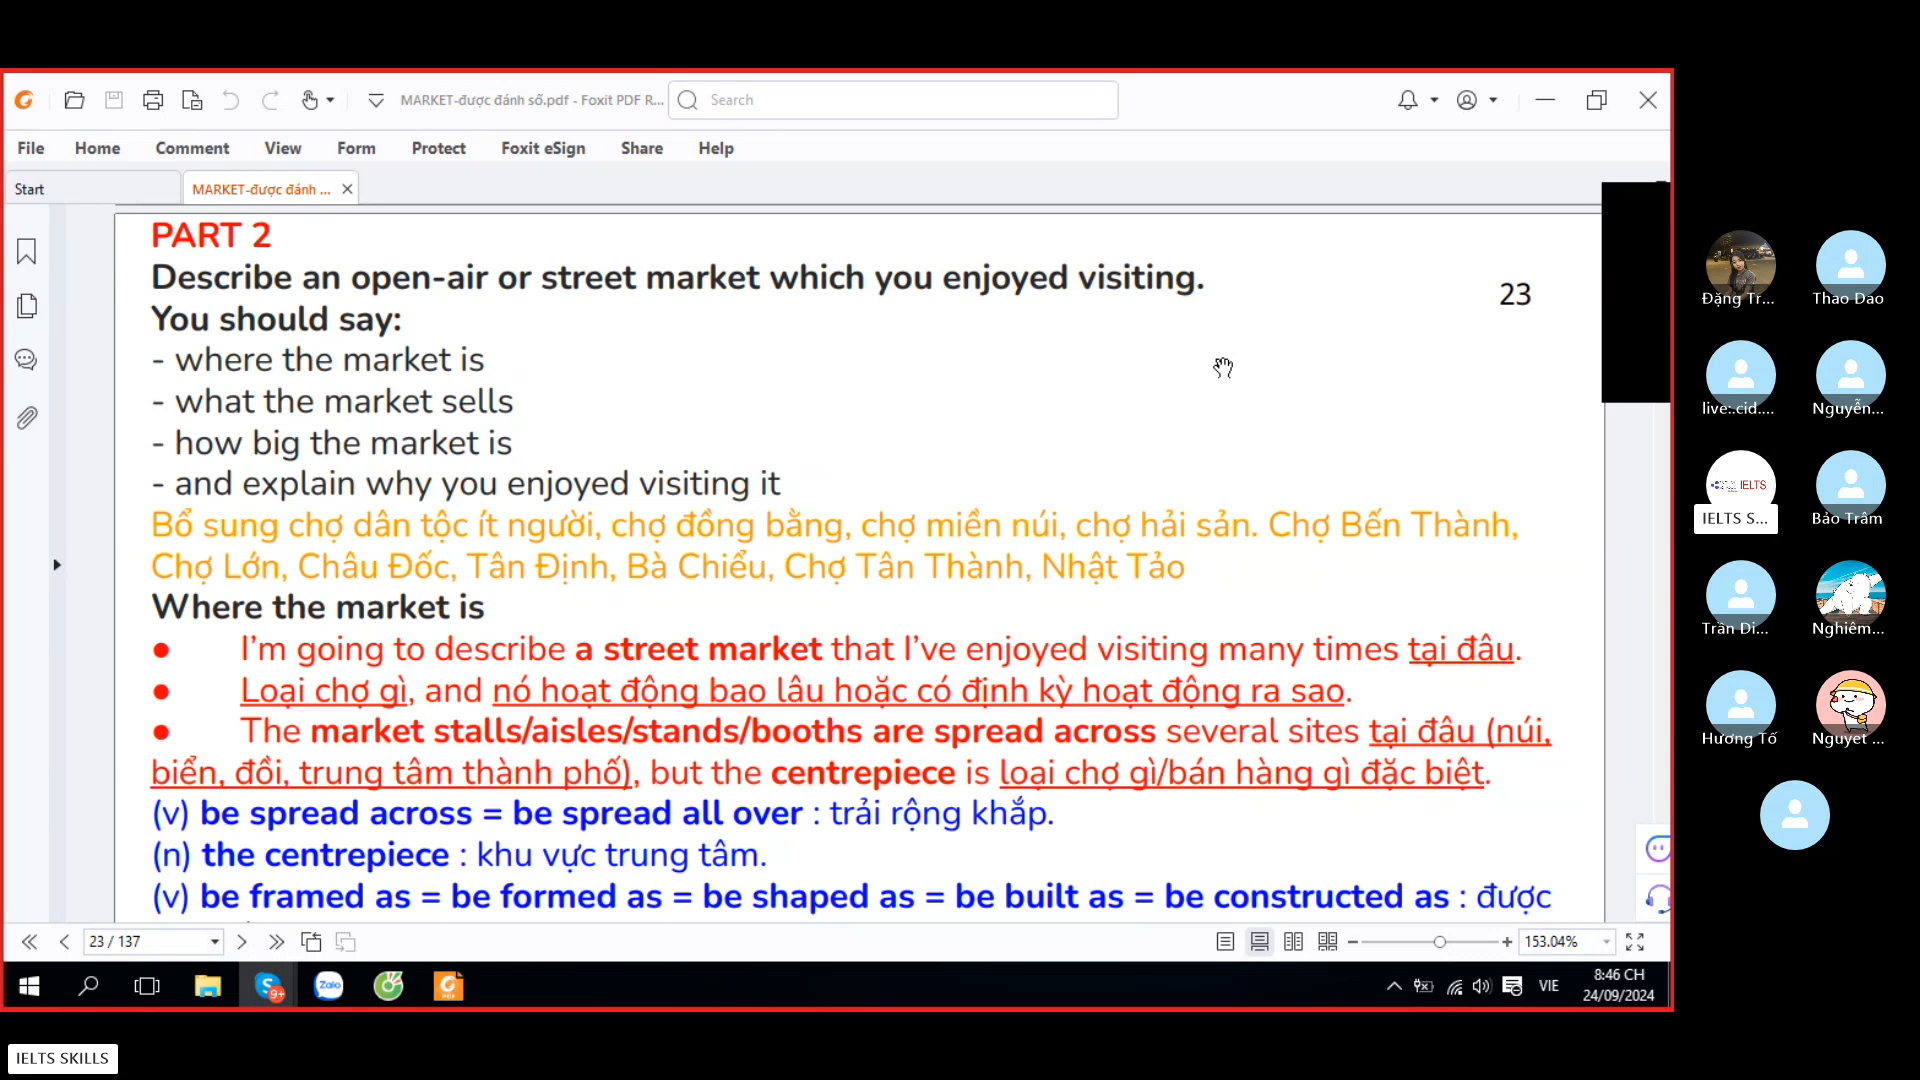 MARKET-được đánh số.pdf - Foxit PDF R...
Search
File Home Comment View Form Protect Foxit eSign Share Help
Start
MARKET-được đánh ...
PART 2
Describe an open-air or street market which you enjoyed visiting.
23
You should say:
- where the market is
- what the market sells
- how big the market is
- and explain why you enjoyed visiting it
Bổ sung chợ dân tộc ít người, chợ đồng bằng, chợ miền núi, chợ hải sản. Chợ Bến Thành,
Chợ Lớn, Châu Đốc, Tân Định, Bà Chiểu, Chợ Tân Thành, Nhật Tảo
Where the market is
● I'm going to describe a street market that I've enjoyed visiting many times tại đâu.
● Loại chợ gì, and nó hoạt động bao lâu hoặc có định kỳ hoạt động ra sao.
● The market stalls/aisles/stands/booths are spread across several sites tại đâu (núi,
biển, đồi, trung tâm thành phố), but the centrepiece is loại chợ gì/bán hàng gì đặc biệt.
(v) be spread across = be spread all over : trải rộng khắp.
(n) the centrepiece : khu vực trung tâm.
(v) be framed as = be formed as = be shaped as = be built as = be constructed as : được
23 / 137
153.04%
9+
Zalo
VIE
8:46 CH
24/09/2024
Đặng Tr...
Thao Dao
live:.cid....
Nguyễn...
IELTS
IELTS S...
Bảo Trâm
Trần Di...
Nghiêm...
Hương Tố
Nguyet ...
IELTS SKILLS